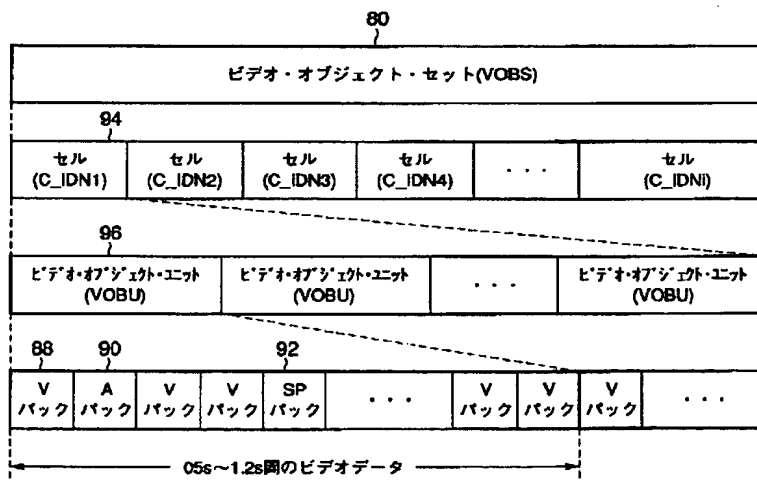 80
ビデオ・オブジェクト・セット(VOBS)
94
セル
(C_IDN1)
セル
(C_IDN2)
セル
(C_IDN3)
セル
(C_IDN4)
・・・
セル
(C_IDNi)
96
ビデオ・オブジェクト・ユニット
(VOBU)
ビデオ・オブジェクト・ユニット
(VOBU)
・・・
ビデオ・オブジェクト・ユニット
(VOBU)
88
90
92
V
パック
A
パック
V
パック
V
パック
SP
パック
・・・
V
パック
V
パック
V
パック
・・・
05s～1.2s間のビデオデータ